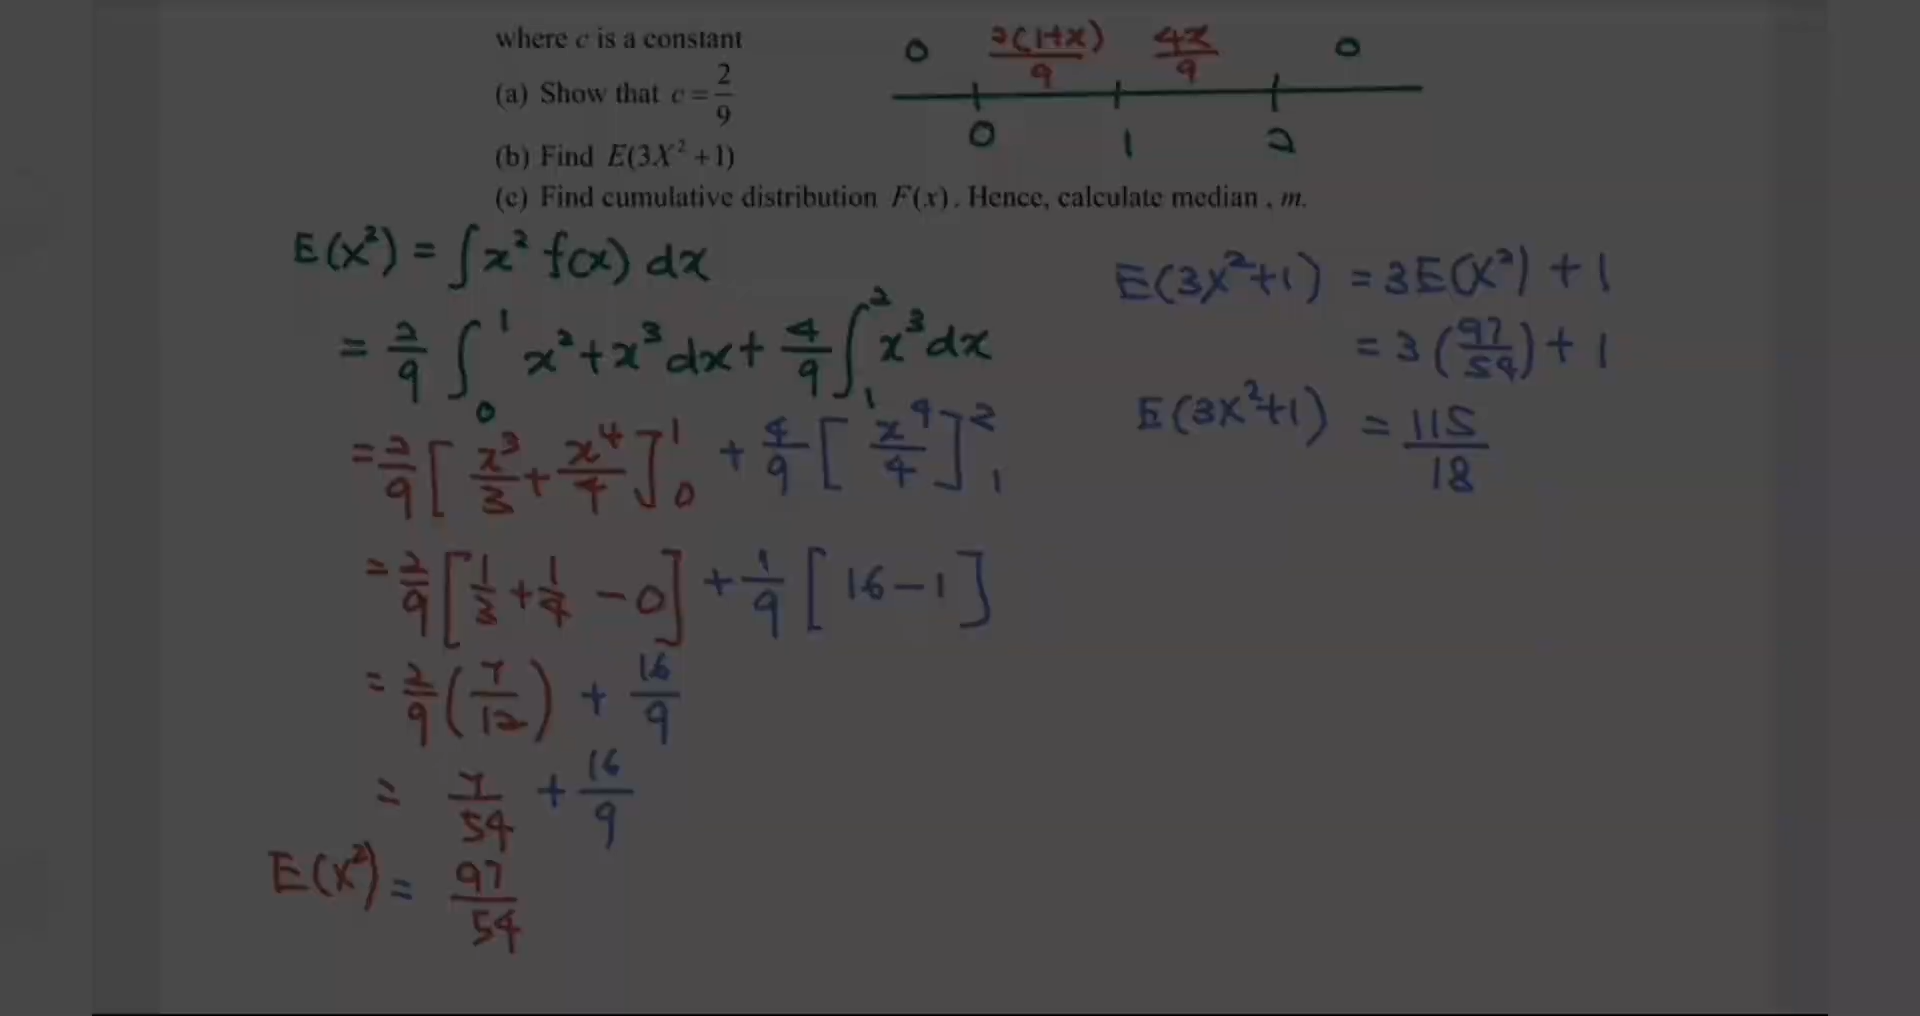 where c is a constant
(a) Show that c = 2/9
(b) Find E(3X² + 1)
(c) Find cumulative distribution F(x). Hence, calculate median , m.
0 2(1+x)/9 4x/9 0
0 1 2
E(x²) = ∫ x² f(x) dx
= 2/9 ∫₀¹ x² + x³ dx + 4/9 ∫₁² x³ dx
= 2/9 [ x³/3 + x⁴/4 ]₀¹ + 4/9 [ x⁴/4 ]₁²
= 2/9 [ 1/3 + 1/4 - 0 ] + 1/9 [ 16 - 1 ]
= 2/9 ( 7/12 ) + 16/9
= 7/54 + 16/9
E(x²) = 97/54
E(3x²+1) = 3E(x²) + 1
= 3 ( 97/54 ) + 1
E(3x²+1) = 115/18